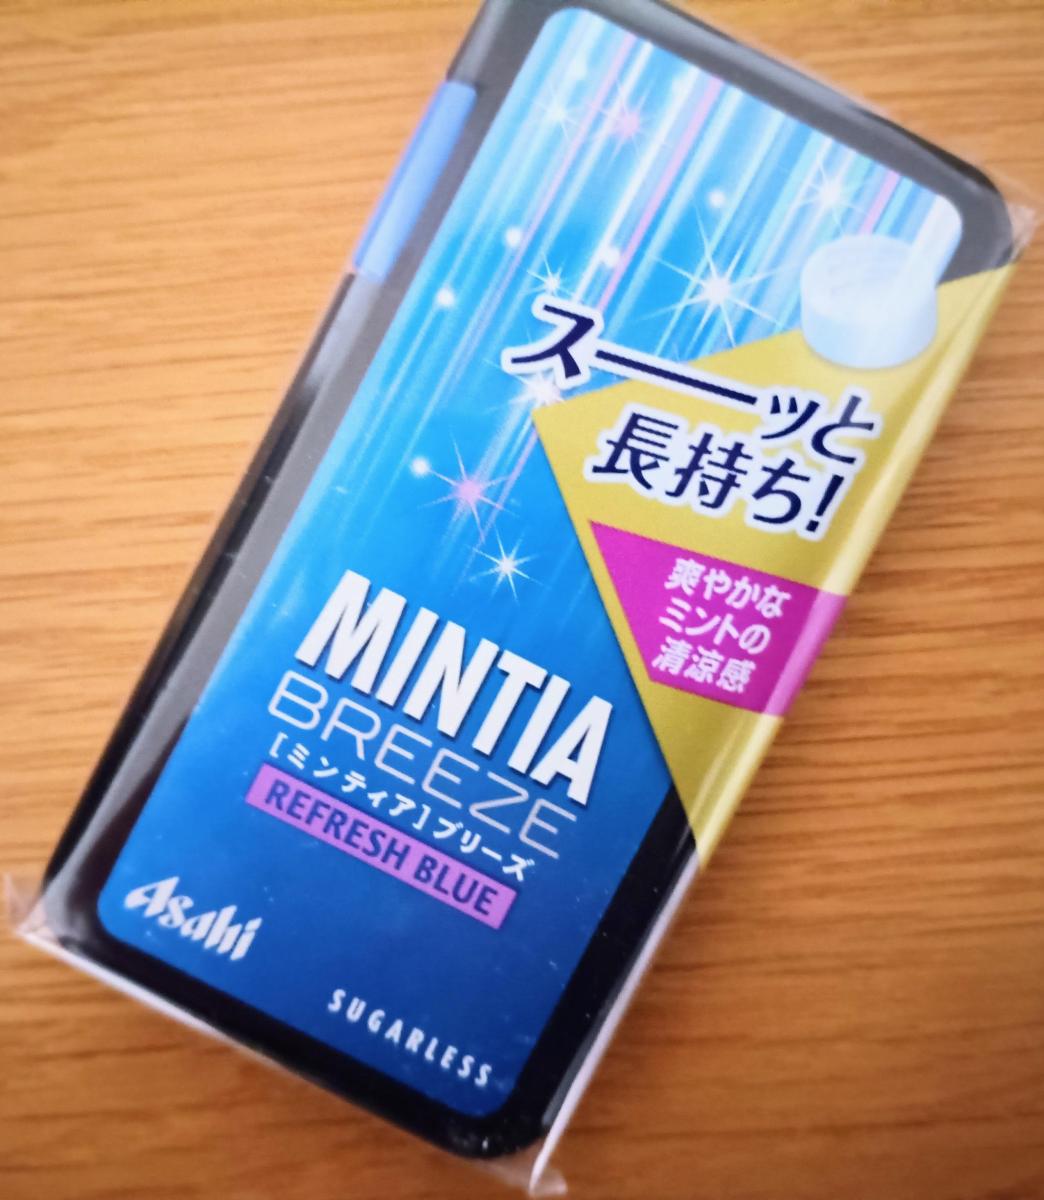 スーーッと
長持ち!
爽やかな
ミントの
清涼感
MINTIA
BREEZE
[ミンティア]ブリーズ
REFRESH BLUE
Asahi
SUGARLESS